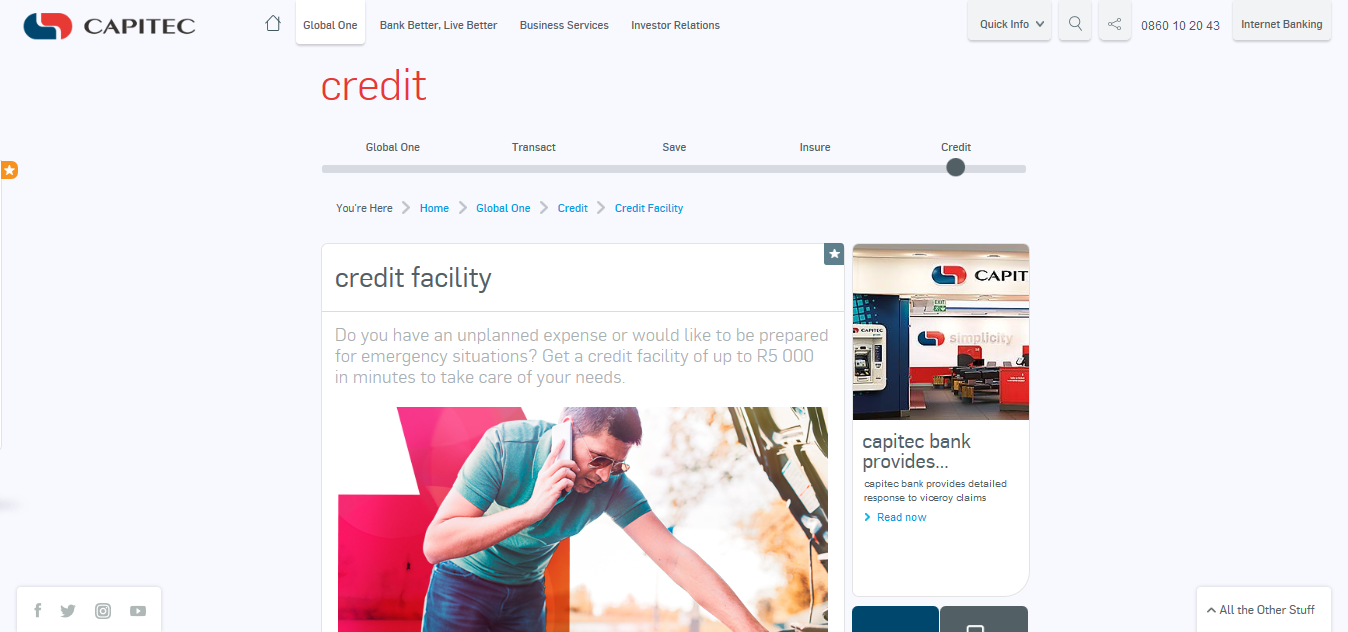 CAPITEC
Global One
Bank Better, Live Better
Business Services
Investor Relations
Quick Info
0860 10 20 43
Internet Banking
credit
Global One
Transact
Save
Insure
Credit
You're Here
Home
Global One
Credit
Credit Facility
credit facility
Do you have an unplanned expense or would like to be prepared
for emergency situations? Get a credit facility of up to R5 000
in minutes to take care of your needs.
CAPIT
EXIT
CAPITEC
simplicity
capitec bank
provides...
capitec bank provides detailed
response to viceroy claims
Read now
All the Other Stuff